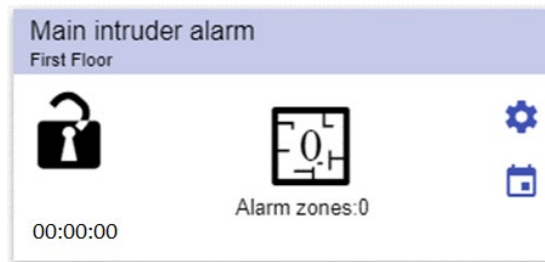 Main intruder alarm
First Floor
0
Alarm zones:0
00:00:00